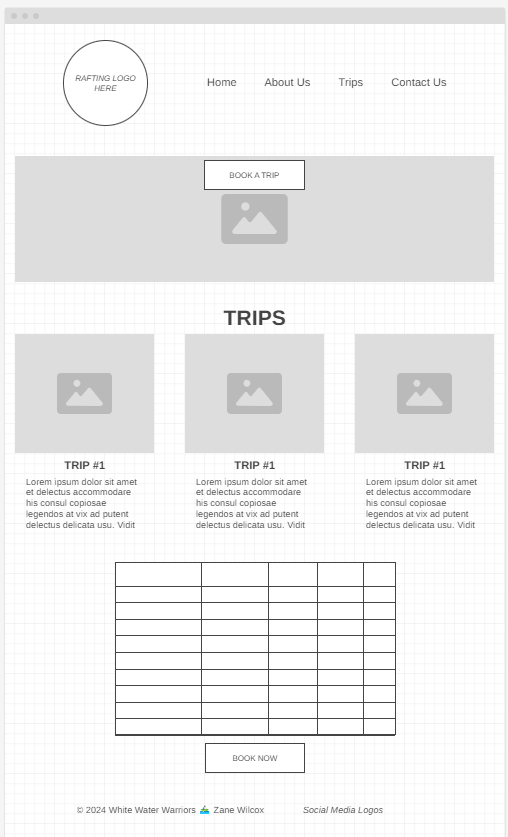 RAFTING LOGO
HERE
Home About Us Trips Contact Us
BOOK A TRIP
TRIPS
TRIP #1 TRIP #1 TRIP #1
Lorem ipsum dolor sit amet
et delectus accommodare
his consul copiosae
legendos at vix ad putent
delectus delicata usu. Vidit
Lorem ipsum dolor sit amet
et delectus accommodare
his consul copiosae
legendos at vix ad putent
delectus delicata usu. Vidit
Lorem ipsum dolor sit amet
et delectus accommodare
his consul copiosae
legendos at vix ad putent
delectus delicata usu. Vidit
BOOK NOW
© 2024 White Water Warriors 🚣 Zane Wilcox Social Media Logos